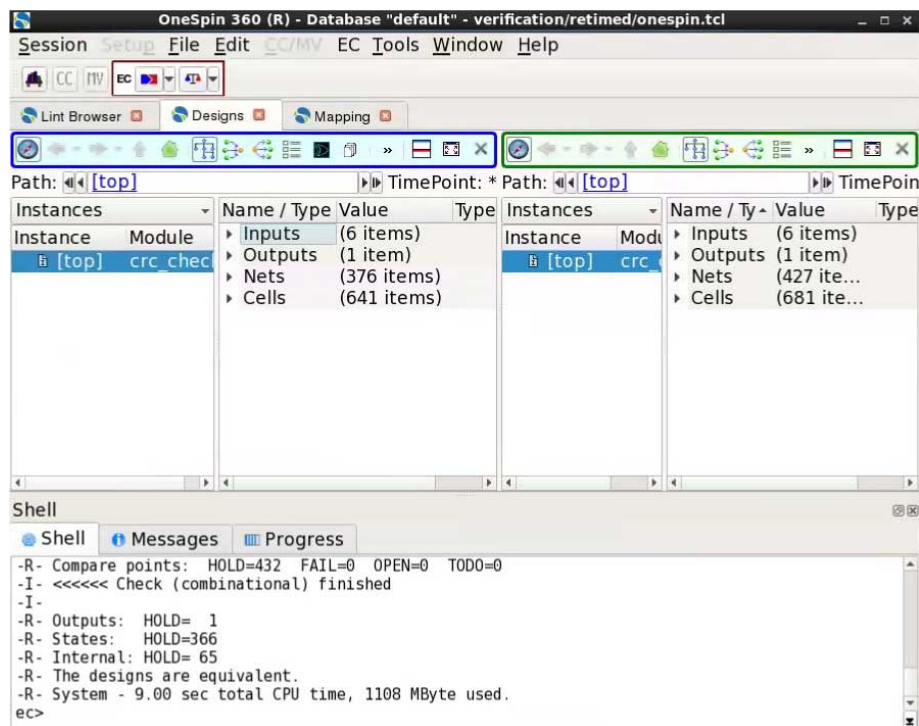 OneSpin 360 (R) - Database "default" - verification/retimed/onespin.tcl
Session Setup File Edit CC/MV EC Tools Window Help
CC MV EC
Lint Browser Designs Mapping
» »
Path: [top] TimePoint: * Path: [top] TimePoin
Instances Name / Type Value Type Instances Name / Ty Value Type
Instance Module Inputs (6 items) Instance Modu Inputs (6 items)
[top] crc_chec Outputs (1 item) [top] crc_ Outputs (1 item)
Nets (376 items) Nets (427 ite...
Cells (641 items) Cells (681 ite...
Shell
Shell Messages Progress
-R- Compare points: HOLD=432 FAIL=0 OPEN=0 TODO=0
-I- <<<<<< Check (combinational) finished
-I-
-R- Outputs: HOLD= 1
-R- States: HOLD=366
-R- Internal: HOLD= 65
-R- The designs are equivalent.
-R- System - 9.00 sec total CPU time, 1108 MByte used.
ec>